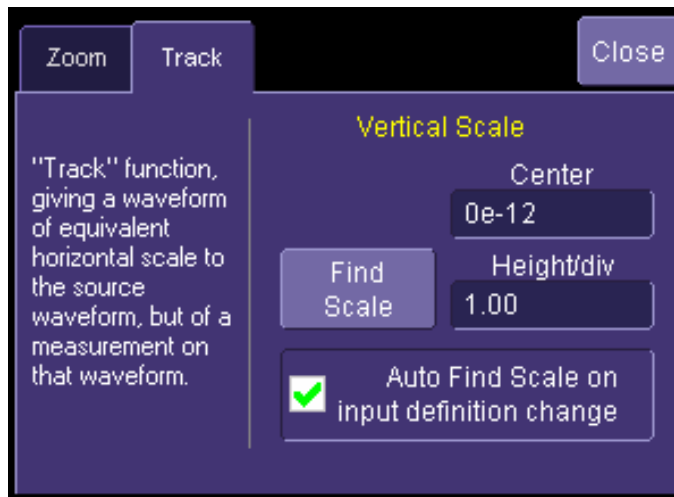 Zoom
Track
Close
"Track" function,
giving a waveform
of equivalent
horizontal scale to
the source
waveform, but of a
measurement on
that waveform.
Vertical Scale
Center
0e-12
Find
Scale
Height/div
1.00
Auto Find Scale on
input definition change